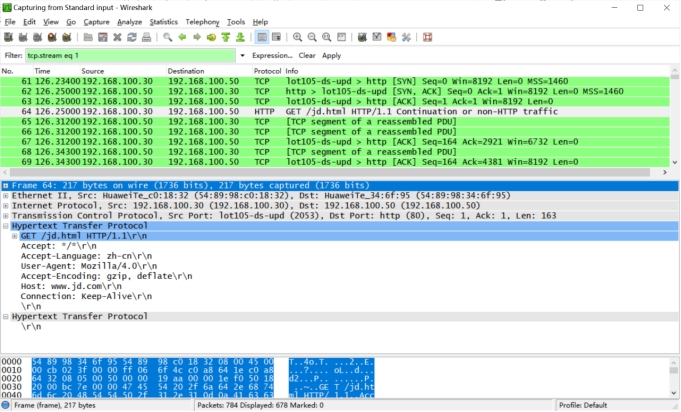 Capturing from Standard input - Wireshark
File Edit View Go Capture Analyze Statistics Telephony Tools Help
Filter: tcp.stream eq 1 Expression... Clear Apply
No. Time Source Destination Protocol Info
61 126.23400 192.168.100.30 192.168.100.50 TCP lot105-ds-upd > http [SYN] Seq=0 Win=8192 Len=0 MSS=1460
62 126.25000 192.168.100.50 192.168.100.30 TCP http > lot105-ds-upd [SYN, ACK] Seq=0 Ack=1 Win=8192 Len=0 MSS=1460
63 126.25000 192.168.100.30 192.168.100.50 TCP lot105-ds-upd > http [ACK] Seq=1 Ack=1 Win=8192 Len=0
64 126.25000 192.168.100.30 192.168.100.50 HTTP GET /jd.html HTTP/1.1 Continuation or non-HTTP traffic
65 126.31200 192.168.100.50 192.168.100.30 TCP [TCP segment of a reassembled PDU]
66 126.31200 192.168.100.50 192.168.100.30 TCP [TCP segment of a reassembled PDU]
67 126.31200 192.168.100.30 192.168.100.50 TCP lot105-ds-upd > http [ACK] Seq=164 Ack=2921 Win=6732 Len=0
68 126.34300 192.168.100.50 192.168.100.30 TCP [TCP segment of a reassembled PDU]
69 126.34300 192.168.100.30 192.168.100.50 TCP lot105-ds-upd > http [ACK] Seq=164 Ack=4381 Win=8192 Len=0
Frame 64: 217 bytes on wire (1736 bits), 217 bytes captured (1736 bits)
Ethernet II, Src: HuaweiTe_c0:18:32 (54:89:98:c0:18:32), Dst: HuaweiTe_34:6f:95 (54:89:98:34:6f:95)
Internet Protocol, Src: 192.168.100.30 (192.168.100.30), Dst: 192.168.100.50 (192.168.100.50)
Transmission Control Protocol, Src Port: lot105-ds-upd (2053), Dst Port: http (80), Seq: 1, Ack: 1, Len: 163
Hypertext Transfer Protocol
GET /jd.html HTTP/1.1\r\n
Accept: */*\r\n
Accept-Language: zh-cn\r\n
User-Agent: Mozilla/4.0\r\n
Accept-Encoding: gzip, deflate\r\n
Host: www.jd.com\r\n
Connection: Keep-Alive\r\n
\r\n
Hypertext Transfer Protocol
\r\n
0000 54 89 98 34 6f 95 54 89 98 c0 18 32 08 00 45 00 T..4o.T. ...2..E.
0010 00 cb 02 3f 00 00 ff 06 6f 4c c0 a8 64 1e c0 a8 ...?.... oL..d...
0020 64 32 08 05 00 50 00 00 19 aa 00 00 1e f0 50 18 d2...P.. ......P.
0030 20 00 bc 7e 00 00 47 45 54 20 2f 6a 64 2e 68 74 ..~..GE T /jd.ht
0040 6d 6c 20 48 54 54 50 2f 31 2e 31 0d 0a 41 63 63 ml HTTP/ 1.1..Acc
Frame (frame), 217 bytes Packets: 784 Displayed: 678 Marked: 0 Profile: Default